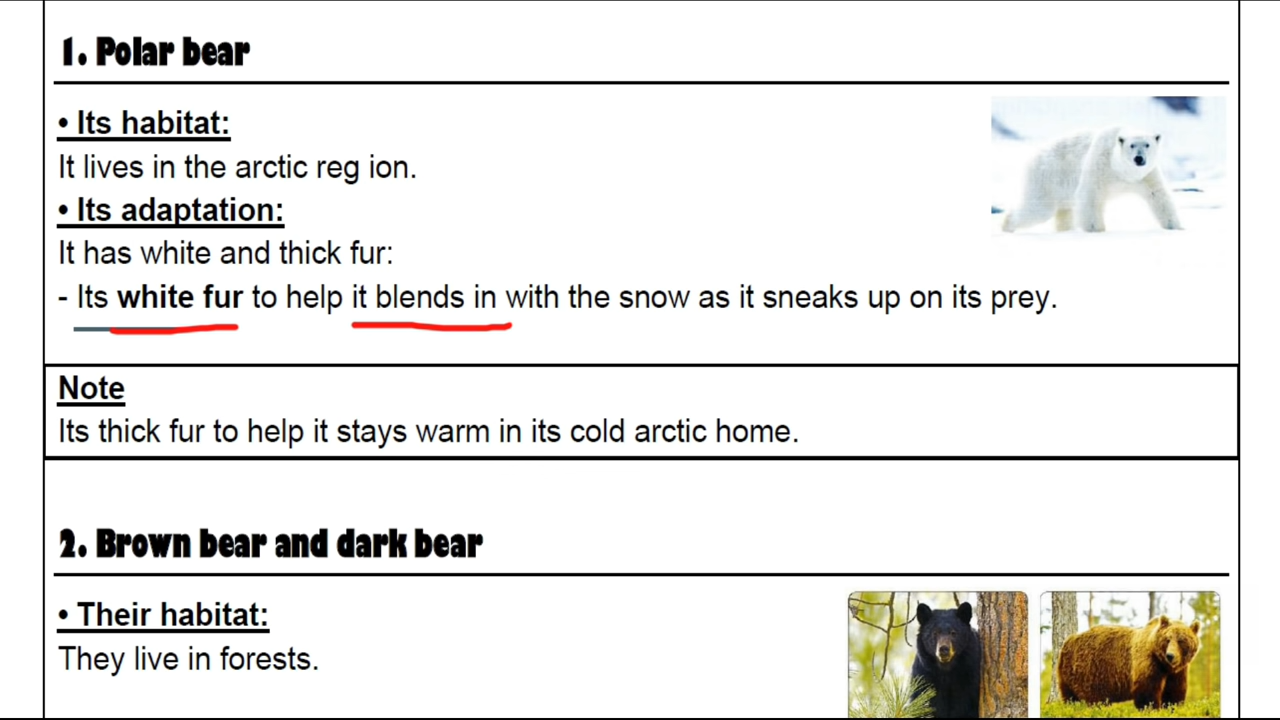 1. Polar bear
• Its habitat:
It lives in the arctic reg ion.
• Its adaptation:
It has white and thick fur:
- Its white fur to help it blends in with the snow as it sneaks up on its prey.
Note
Its thick fur to help it stays warm in its cold arctic home.
2. Brown bear and dark bear
• Their habitat:
They live in forests.